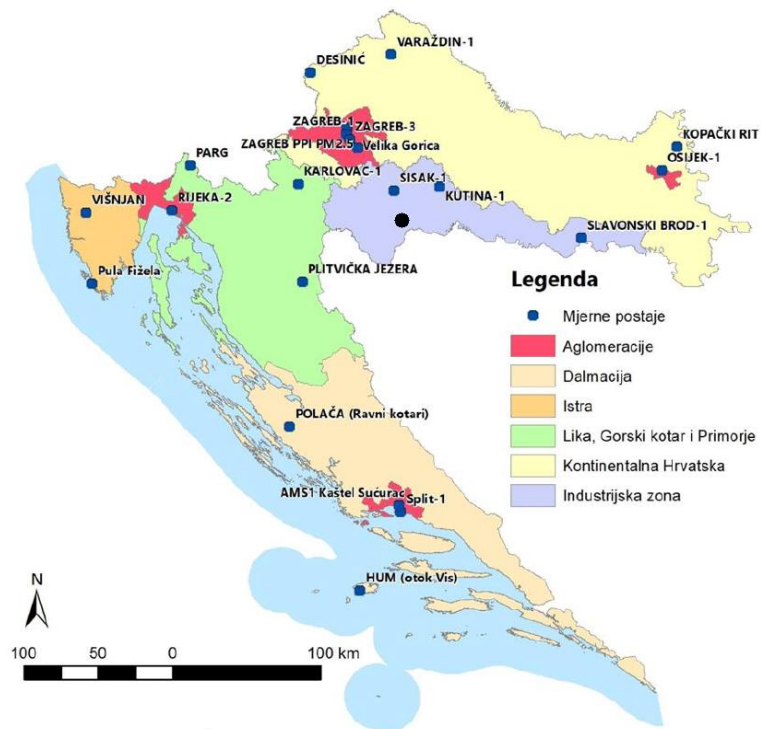 VARAŽDIN-1
DESINIĆ
ZAGREB-1
ZAGREB-3
ZAGREB PPI PM2.5
Velika Gorica
KOPAČKI RIT
OSIJEK-1
PARG
KARLOVAC-1
SISAK-1
KUTINA-1
VIŠNJAN
RIJEKA-2
SLAVONSKI BROD-1
Pula Fižela
PLITVIČKA JEZERA
Legenda
Mjerne postaje
Aglomeracije
Dalmacija
Istra
Lika, Gorski kotar i Primorje
Kontinentalna Hrvatska
Industrijska zona
POLAČA (Ravni kotari)
AMS1 Kaštel Sućurac
Split-1
HUM (otok Vis)
N
100 50 0 100 km